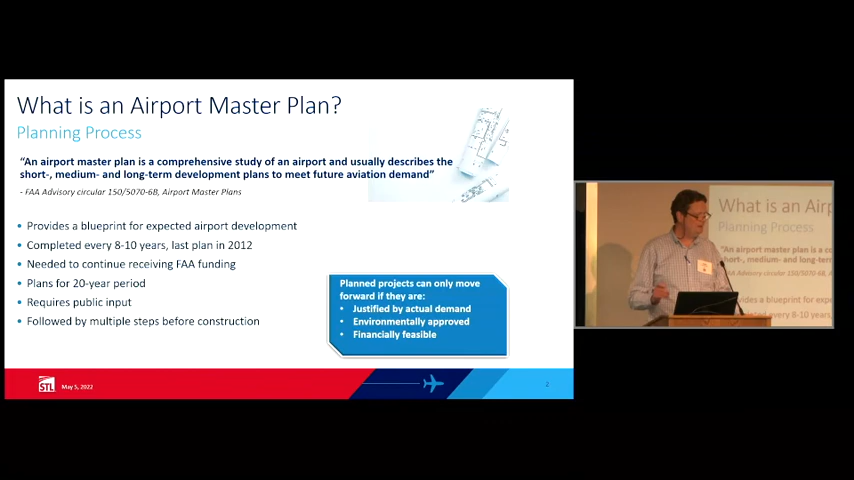 What is an Airport Master Plan?
Planning Process
“An airport master plan is a comprehensive study of an airport and usually describes the
short-, medium- and long-term development plans to meet future aviation demand”
- FAA Advisory circular 150/5070-6B, Airport Master Plans
• Provides a blueprint for expected airport development
• Completed every 8-10 years, last plan in 2012
• Needed to continue receiving FAA funding
• Plans for 20-year period
• Requires public input
• Followed by multiple steps before construction
Planned projects can only move
forward if they are:
• Justified by actual demand
• Environmentally approved
• Financially feasible
STL
May 5, 2022
2
What is an Airp
Planning Process
"An airport master plan is a co
short-, medium- and long-term
FAA Advisory circular 150/5070-6B, A
ovides a blueprint for expe
every 8-10 year